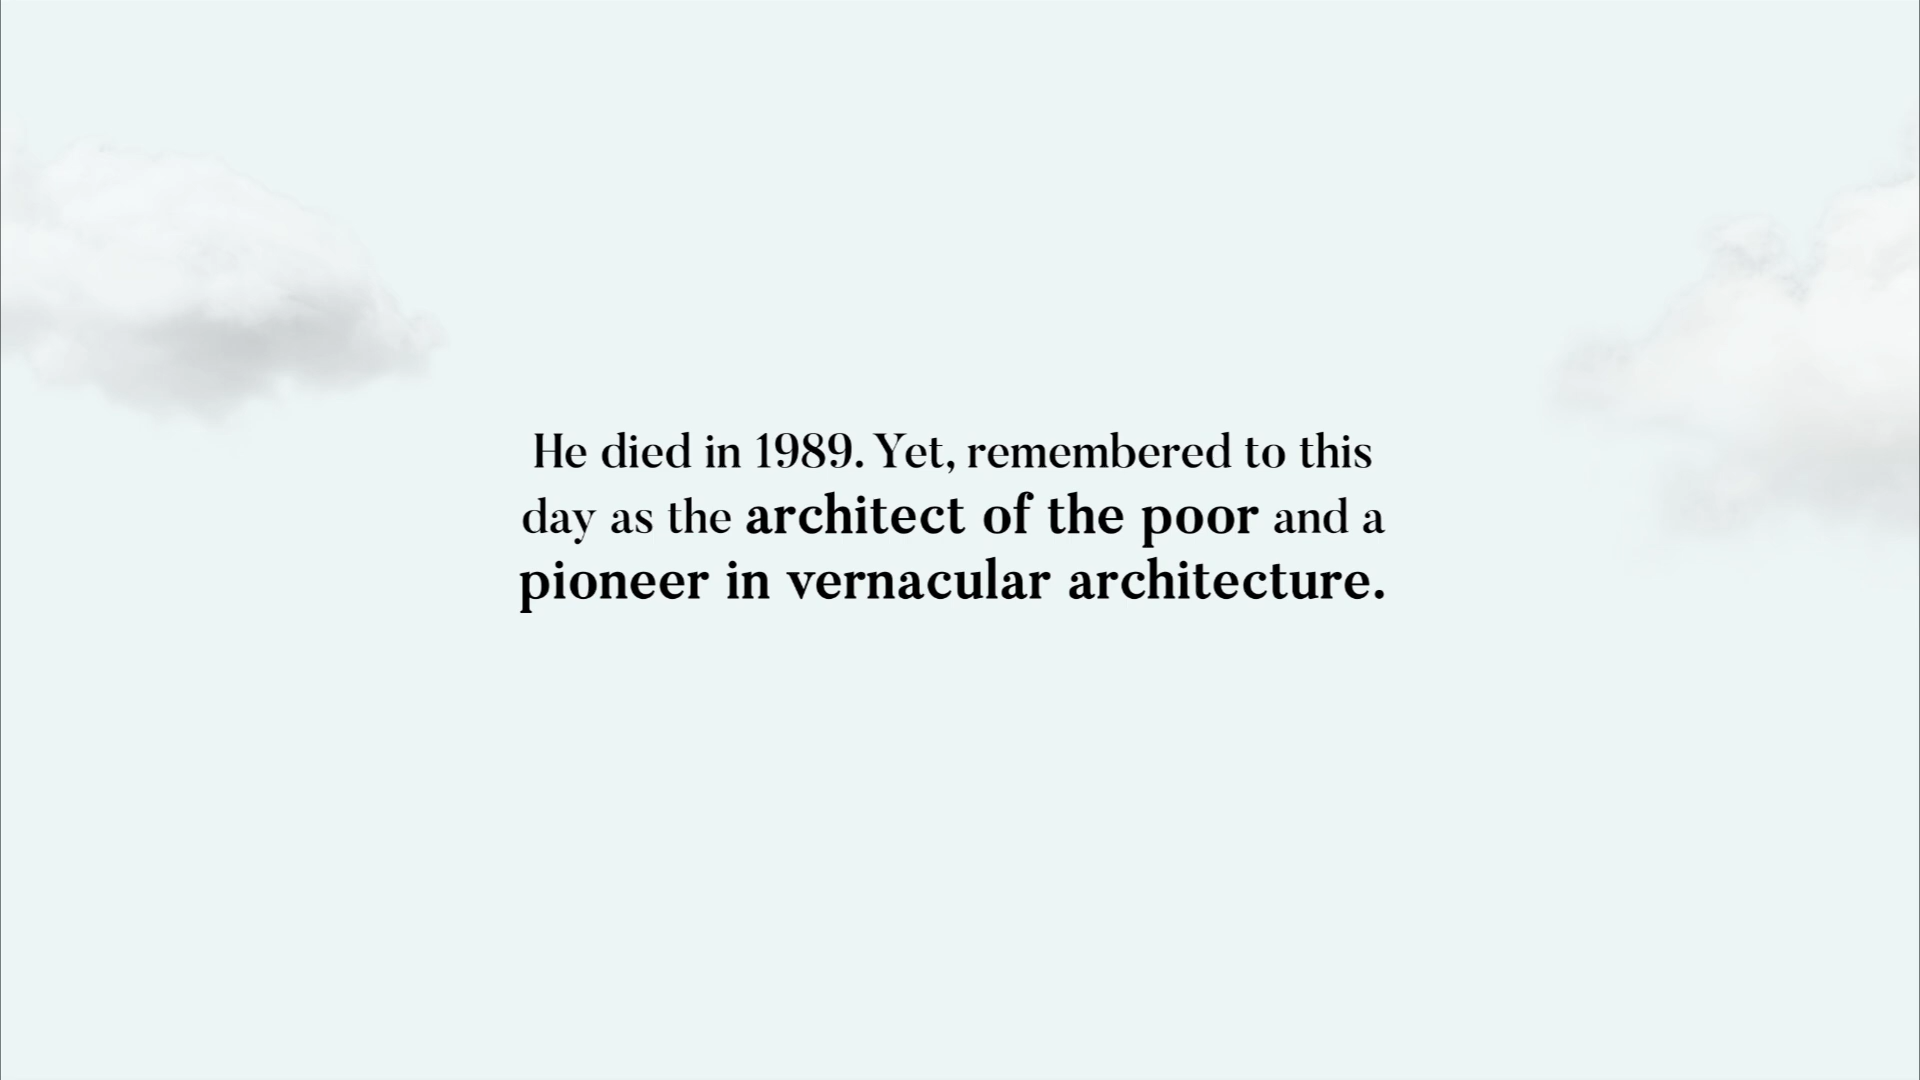 He died in 1989. Yet, remembered to this
day as the architect of the poor and a
pioneer in vernacular architecture.